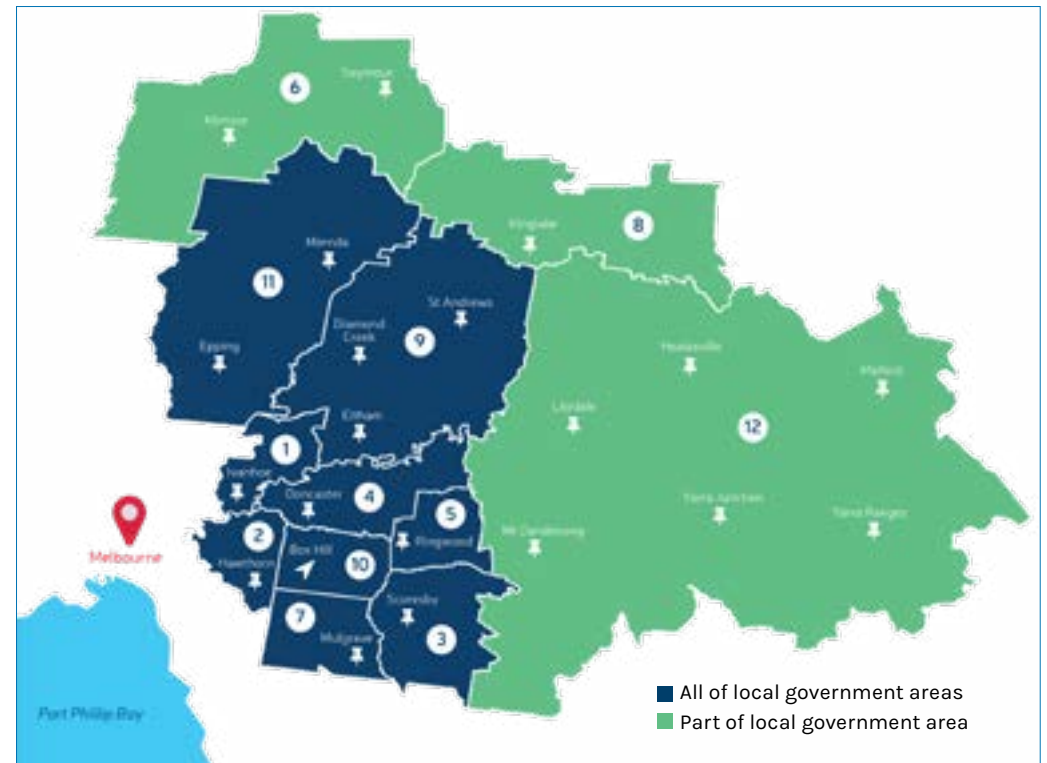 Seymour
6
Kilmore
Kinglake
8
Mernda
11
St Andrews
Diamond
Creek
9
Epping
Healesville
Marysville
Lilydale
12
Eltham
1
Ivanhoe
Doncaster
4
5
Yarra Junction
Yarra Ranges
Ringwood
Mt Dandenong
2
Hawthorn
Box Hill
10
Melbourne
Scoresby
7
3
Mulgrave
All of local government areas
Part of local government area
Port Phillip Bay